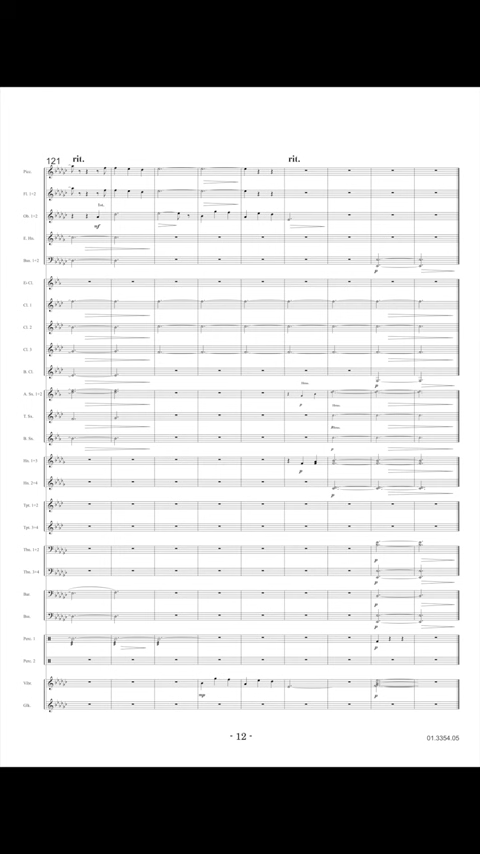 121
rit. rit.
Picc.
Fl. 1+2
Ob. 1+2
mf
E. Hn.
Bsn. 1+2
p
E♭ Cl.
Cl. 1
Cl. 2
Cl. 3
B. Cl.
p
A. Sx. 1+2
p
T. Sx.
B. Sx.
Hn. 1+3
p
Hn. 2+4
p
Tpt. 1+2
Tpt. 3+4
Tbn. 1+2
p
Tbn. 3+4
p
Bar.
p
Bsc.
p
Perc. 1
p
Perc. 2
Vibr.
mp p
Glk.
- 12 -
01.3354.05